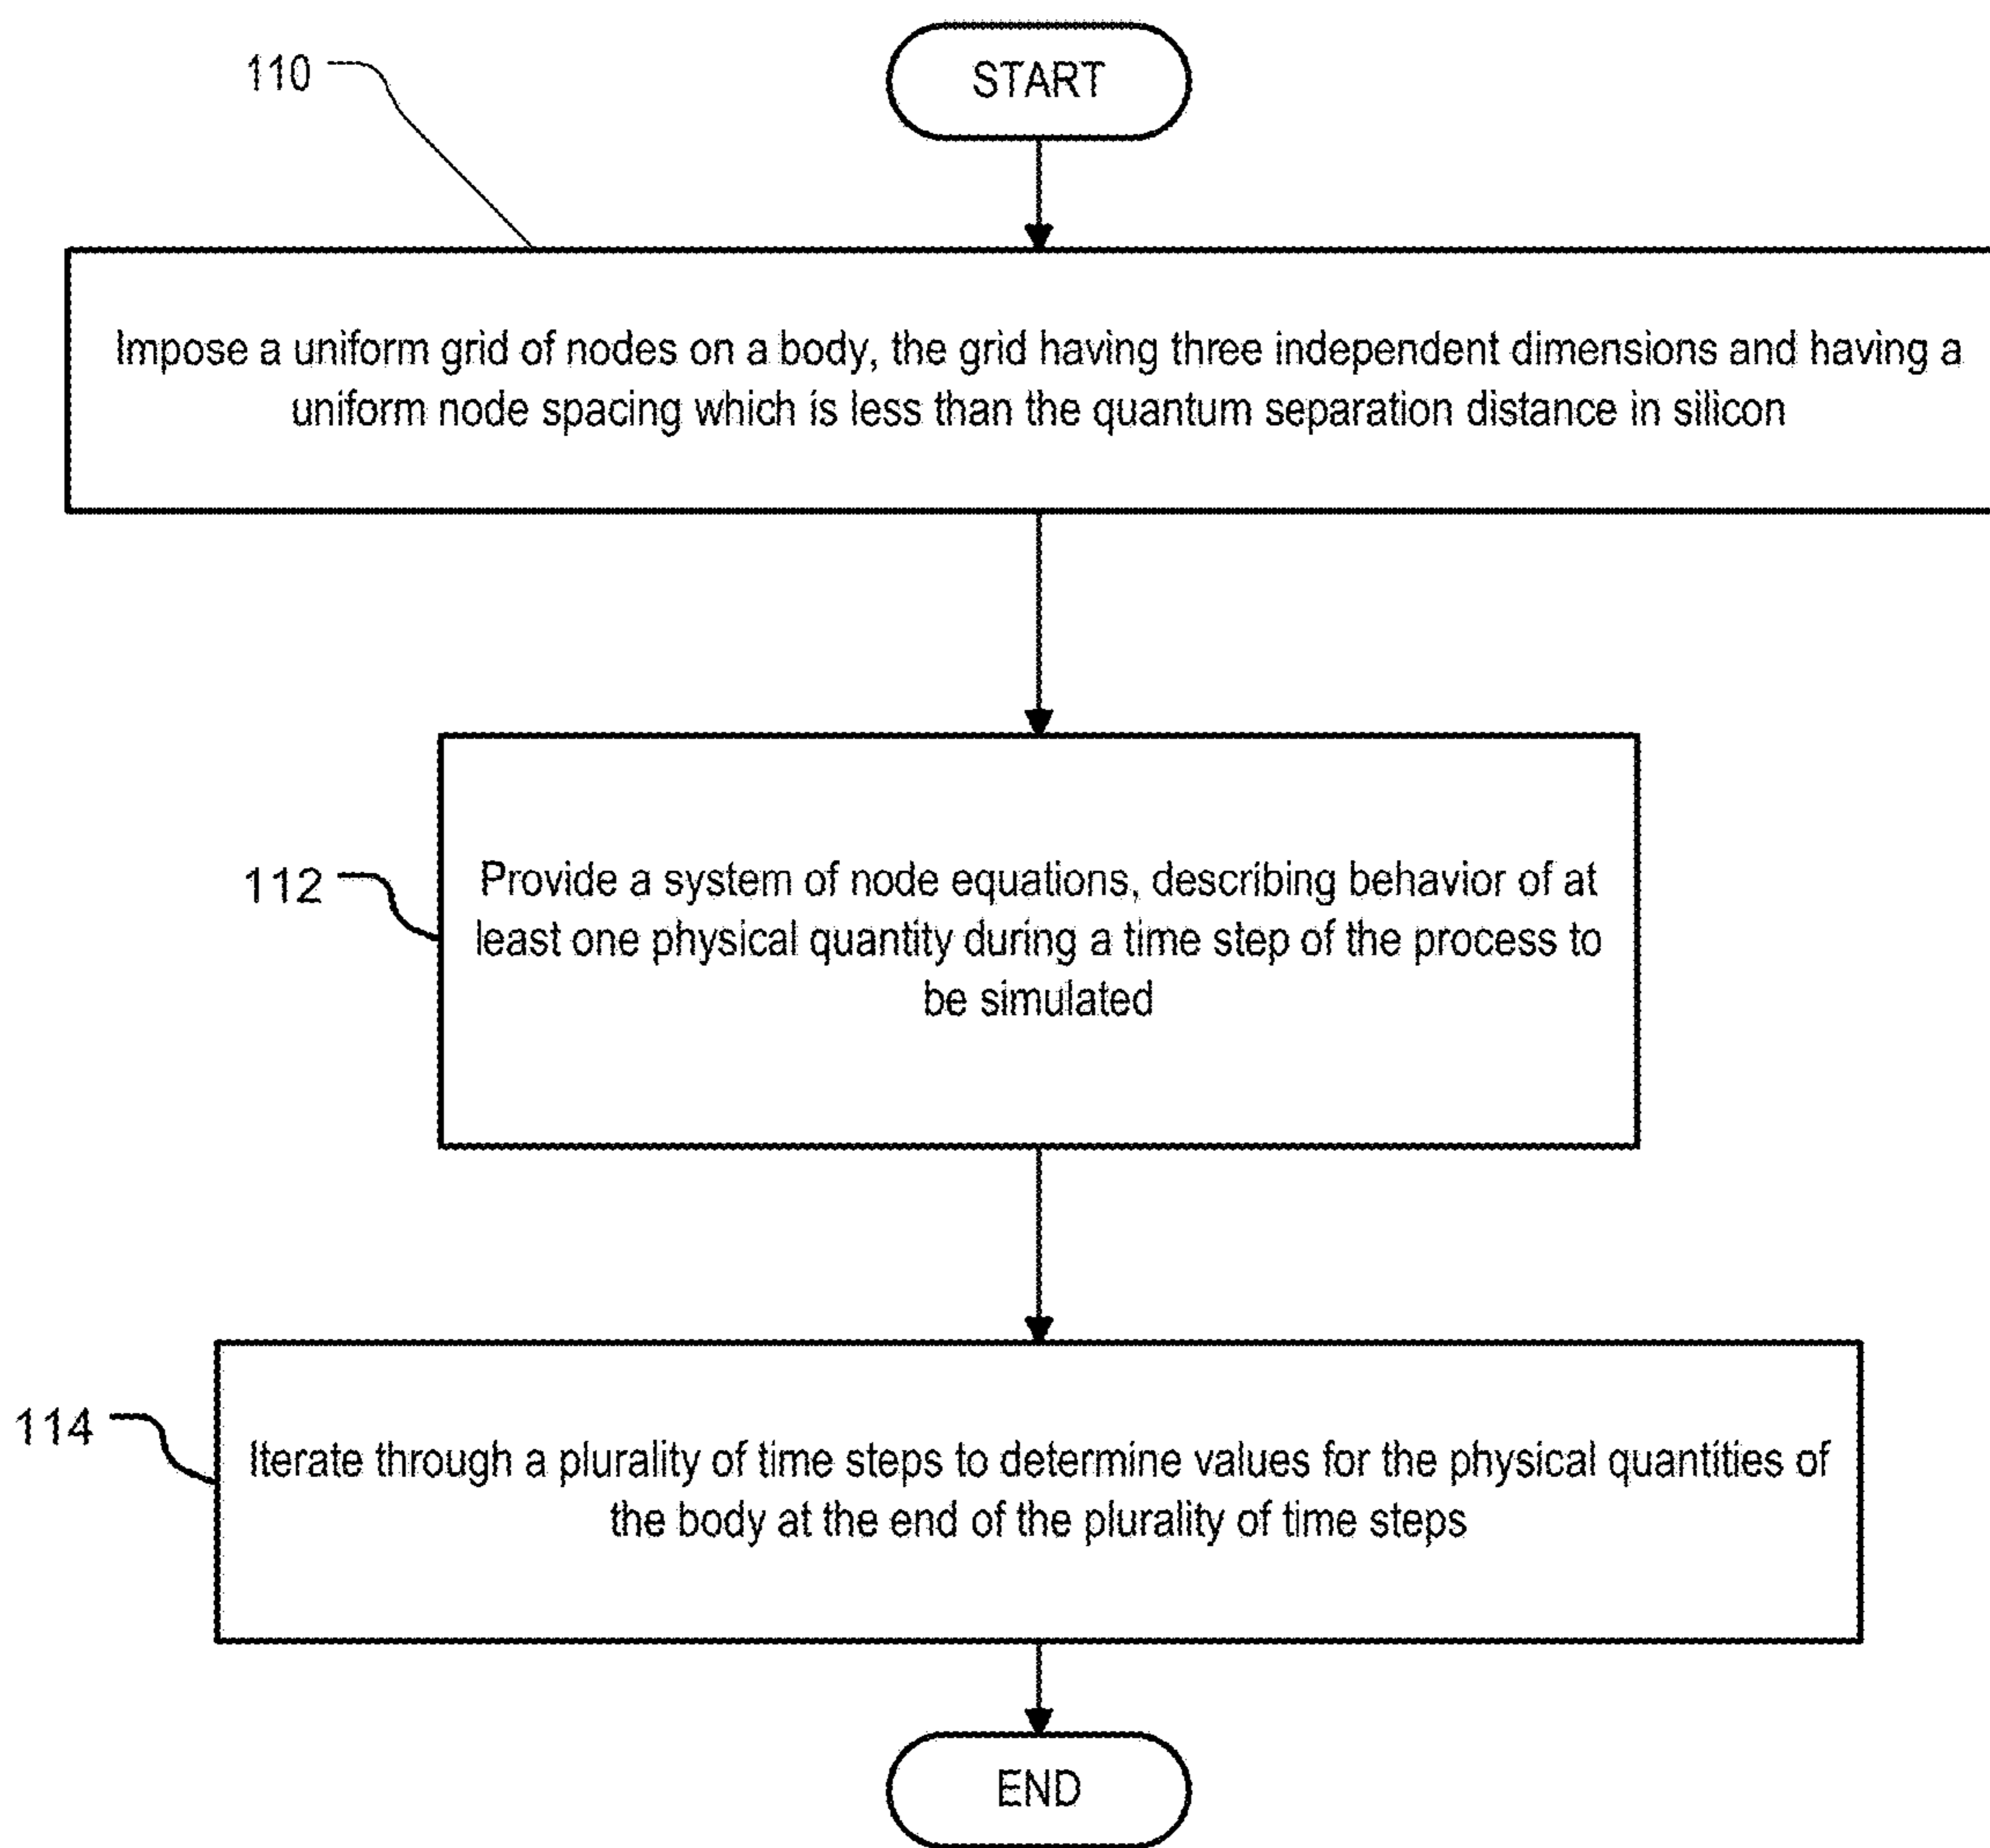 110
START
Impose a uniform grid of nodes on a body, the grid having three independent dimensions and having a
uniform node spacing which is less than the quantum separation distance in silicon
112
Provide a system of node equations, describing behavior of at
least one physical quantity during a time step of the process to
be simulated
114
Iterate through a plurality of time steps to determine values for the physical quantities of
the body at the end of the plurality of time steps
END